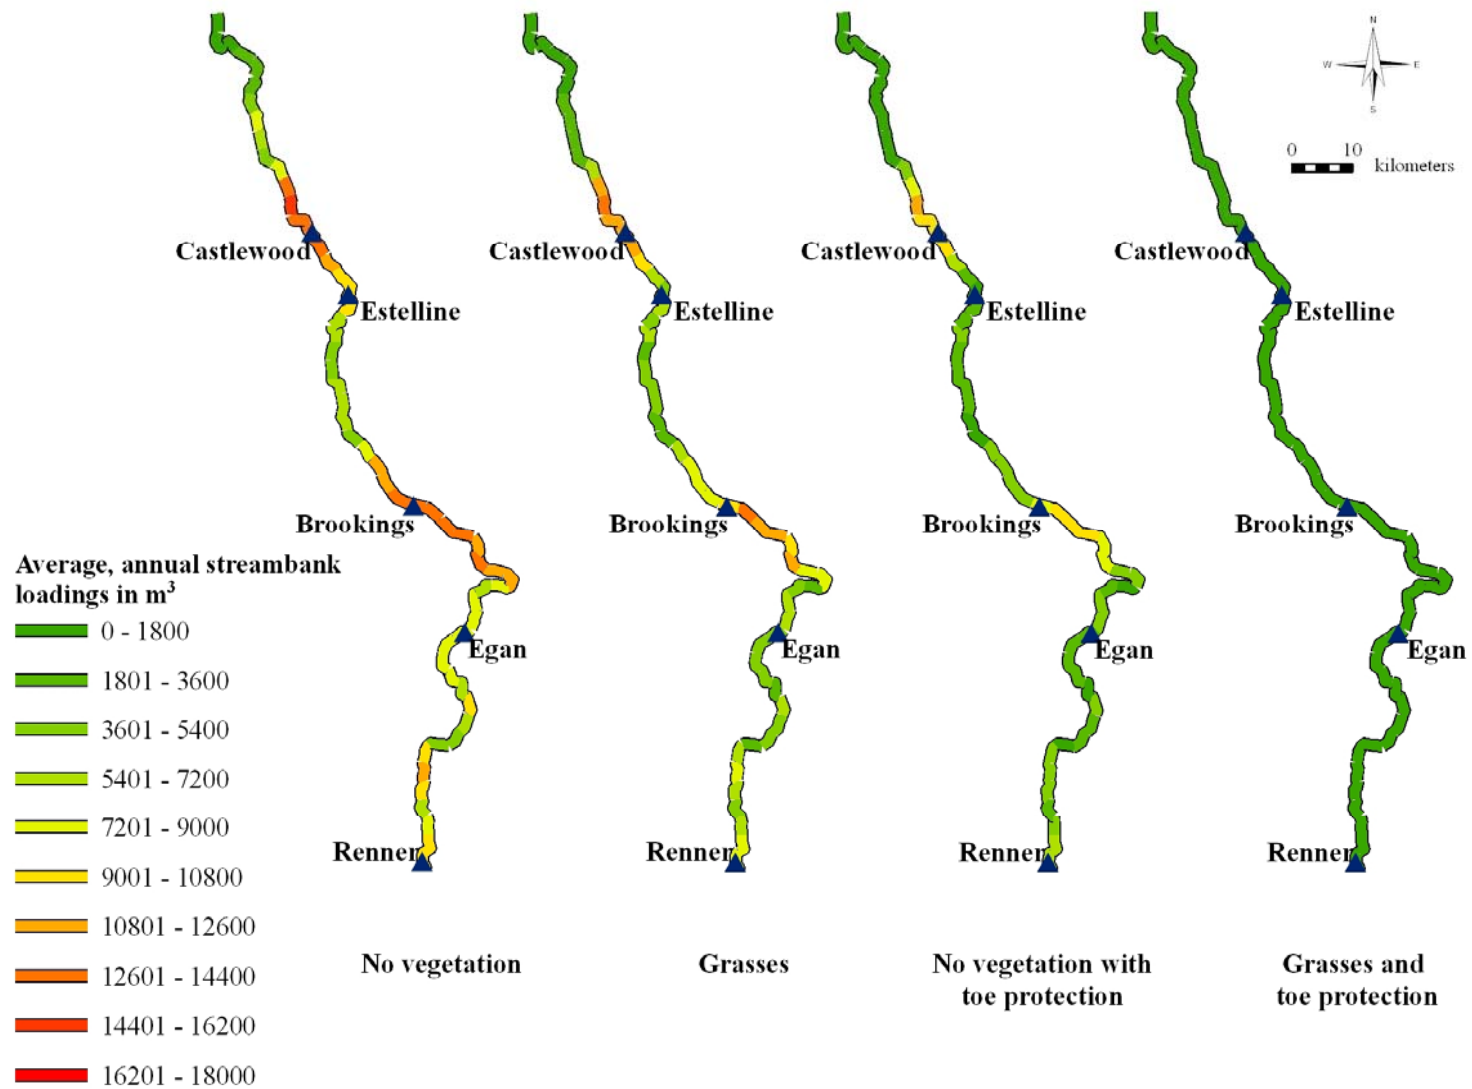 N
W E
S
0 10
kilometers
Castlewood Castlewood Castlewood Castlewood
Estelline Estelline Estelline Estelline
Brookings Brookings Brookings Brookings
Average, annual streambank
loadings in m³
0 - 1800
Egan Egan Egan Egan
1801 - 3600
3601 - 5400
5401 - 7200
7201 - 9000
Renner Renner Renner Renner
9001 - 10800
10801 - 12600
12601 - 14400
14401 - 16200
16201 - 18000
No vegetation
Grasses
No vegetation with
toe protection
Grasses and
toe protection